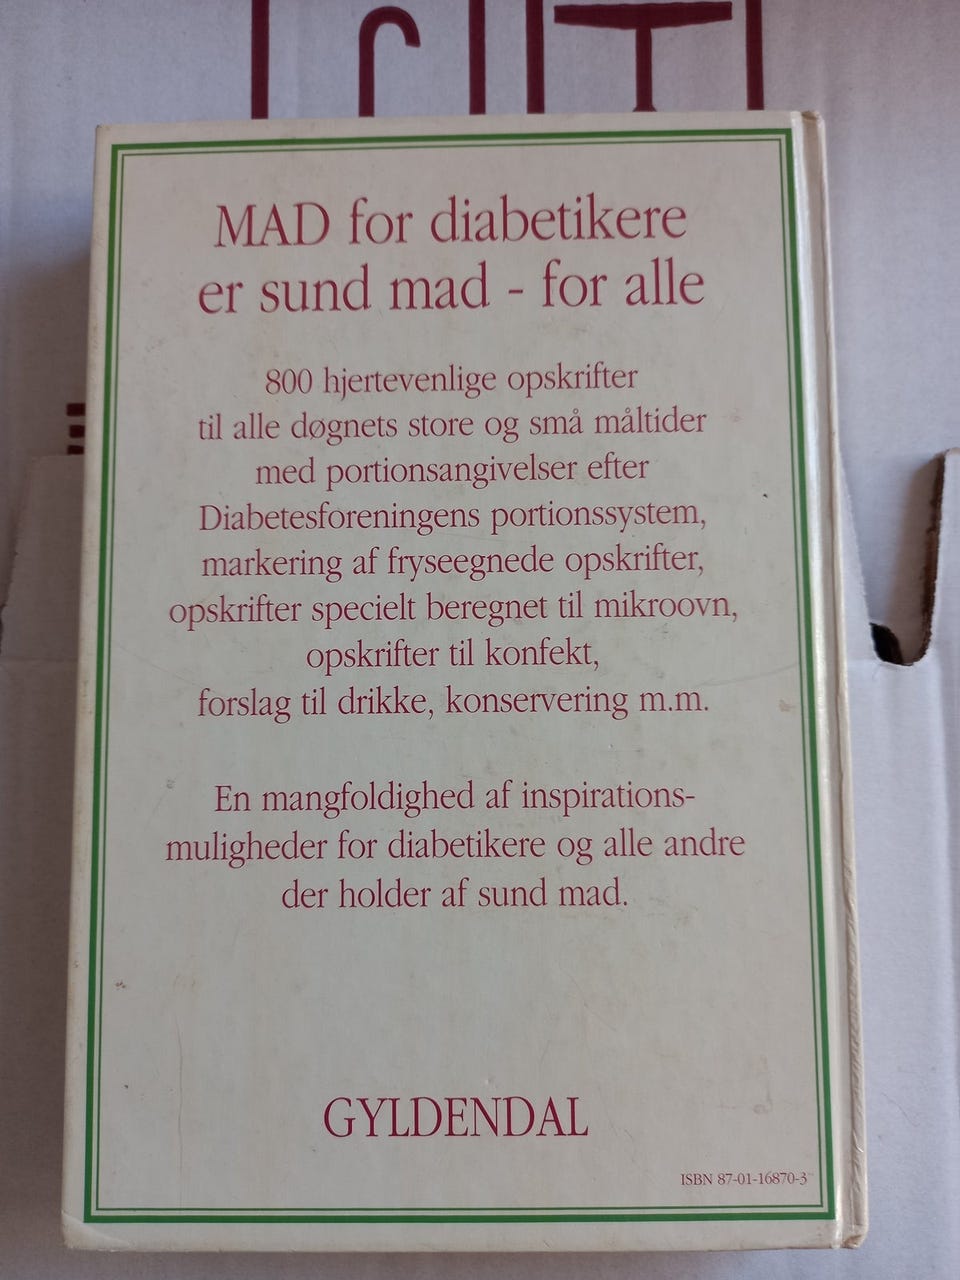 MAD for diabetikere
er sund mad - for alle
800 hjertevenlige opskrifter
til alle døgnets store og små måltider
med portionsangivelser efter
Diabetesforeningens portionssystem,
markering af fryseegnede opskrifter,
opskrifter specielt beregnet til mikroovn,
opskrifter til konfekt,
forslag til drikke, konservering m.m.
En mangfoldighed af inspirations-
muligheder for diabetikere og alle andre
der holder af sund mad.
GYLDENDAL
ISBN 87-01-16870-3